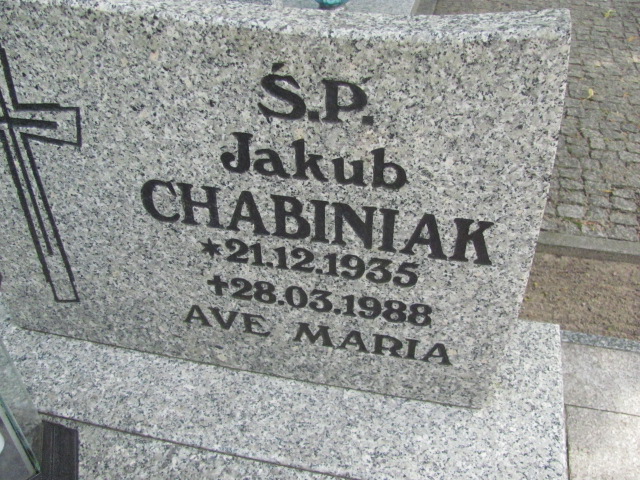 Ś.P.
Jakub
CHABINIAK
*21.12.1935
+28.03.1988
AVE MARIA